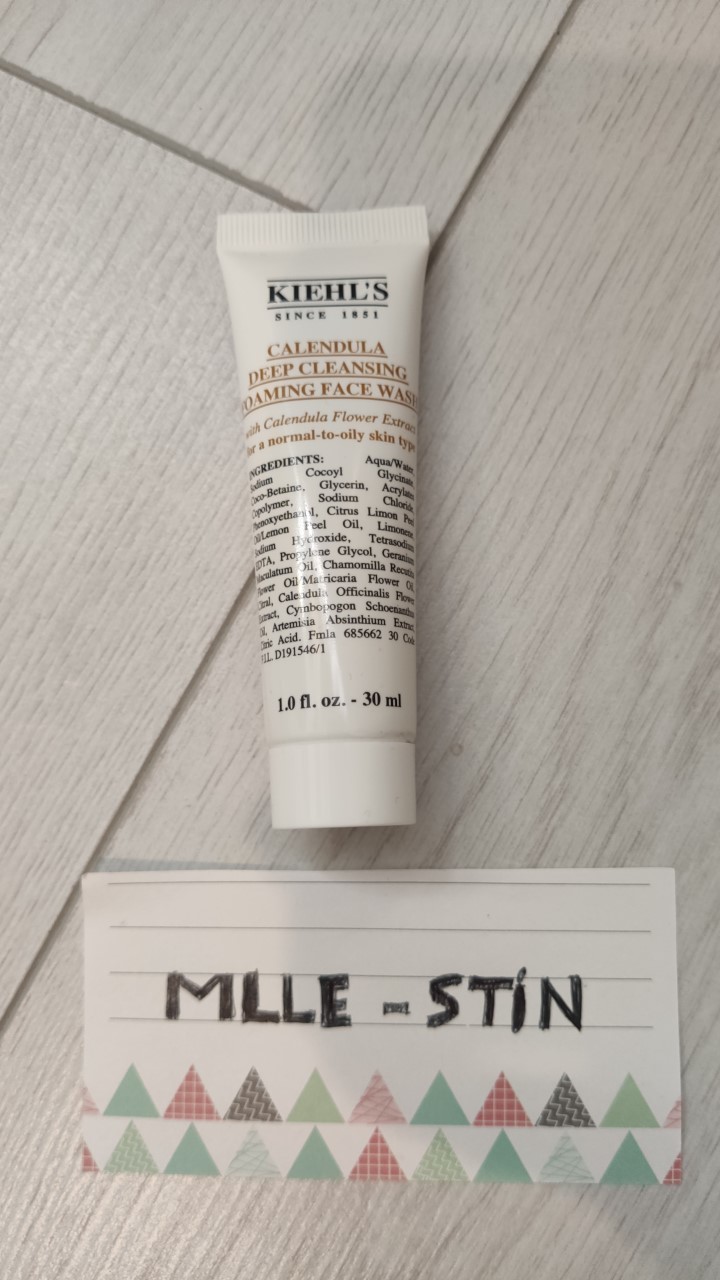 KIEHL'S
SINCE 1851
CALENDULA
DEEP CLEANSING
FOAMING FACE WASH
with Calendula Flower Extract
for a normal-to-oily skin type
INGREDIENTS: Aqua/Water,
Sodium Cocoyl Glycinate,
Coco-Betaine, Glycerin, Acrylates
Copolymer, Sodium Chloride,
Phenoxyethanol, Citrus Limon Peel
Oil/Lemon Peel Oil, Limonene,
Sodium Hydroxide, Tetrasodium
EDTA, Propylene Glycol, Geranium
Maculatum Oil, Chamomilla Recutita
Flower Oil/Matricaria Flower Oil,
Citral, Calendula Officinalis Flower
Extract, Cymbopogon Schoenanthus
Oil, Artemisia Absinthium Extract,
Citric Acid. Fmla 685662 30 Code
F.I.L. D191546/1
1.0 fl. oz. - 30 ml
MLLE - STiN